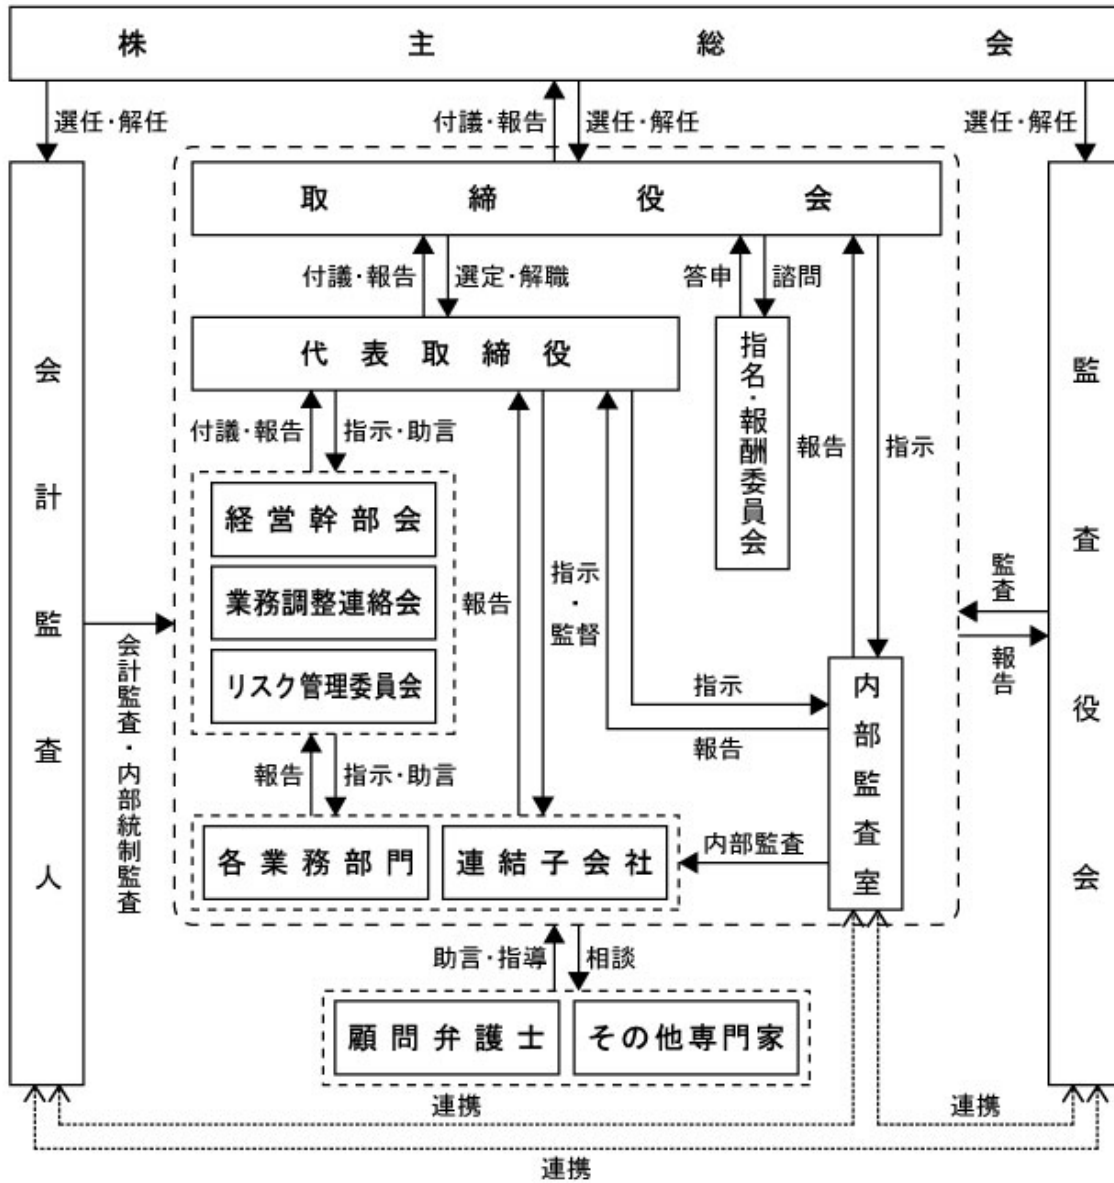 株主総会
選任・解任
付議・報告
選任・解任
選任・解任
取締役会
付議・報告
選定・解職
答申
諮問
代表取締役
指名・報酬委員会
付議・報告
指示・助言
報告
指示
経営幹部会
業務調整連絡会
リスク管理委員会
報告
指示・監督
会計監査人
会計監査・内部統制監査
監査
報告
監査役会
指示
報告
内部監査室
報告
指示・助言
各業務部門
連結子会社
内部監査
助言・指導
相談
顧問弁護士
その他専門家
連携
連携
連携